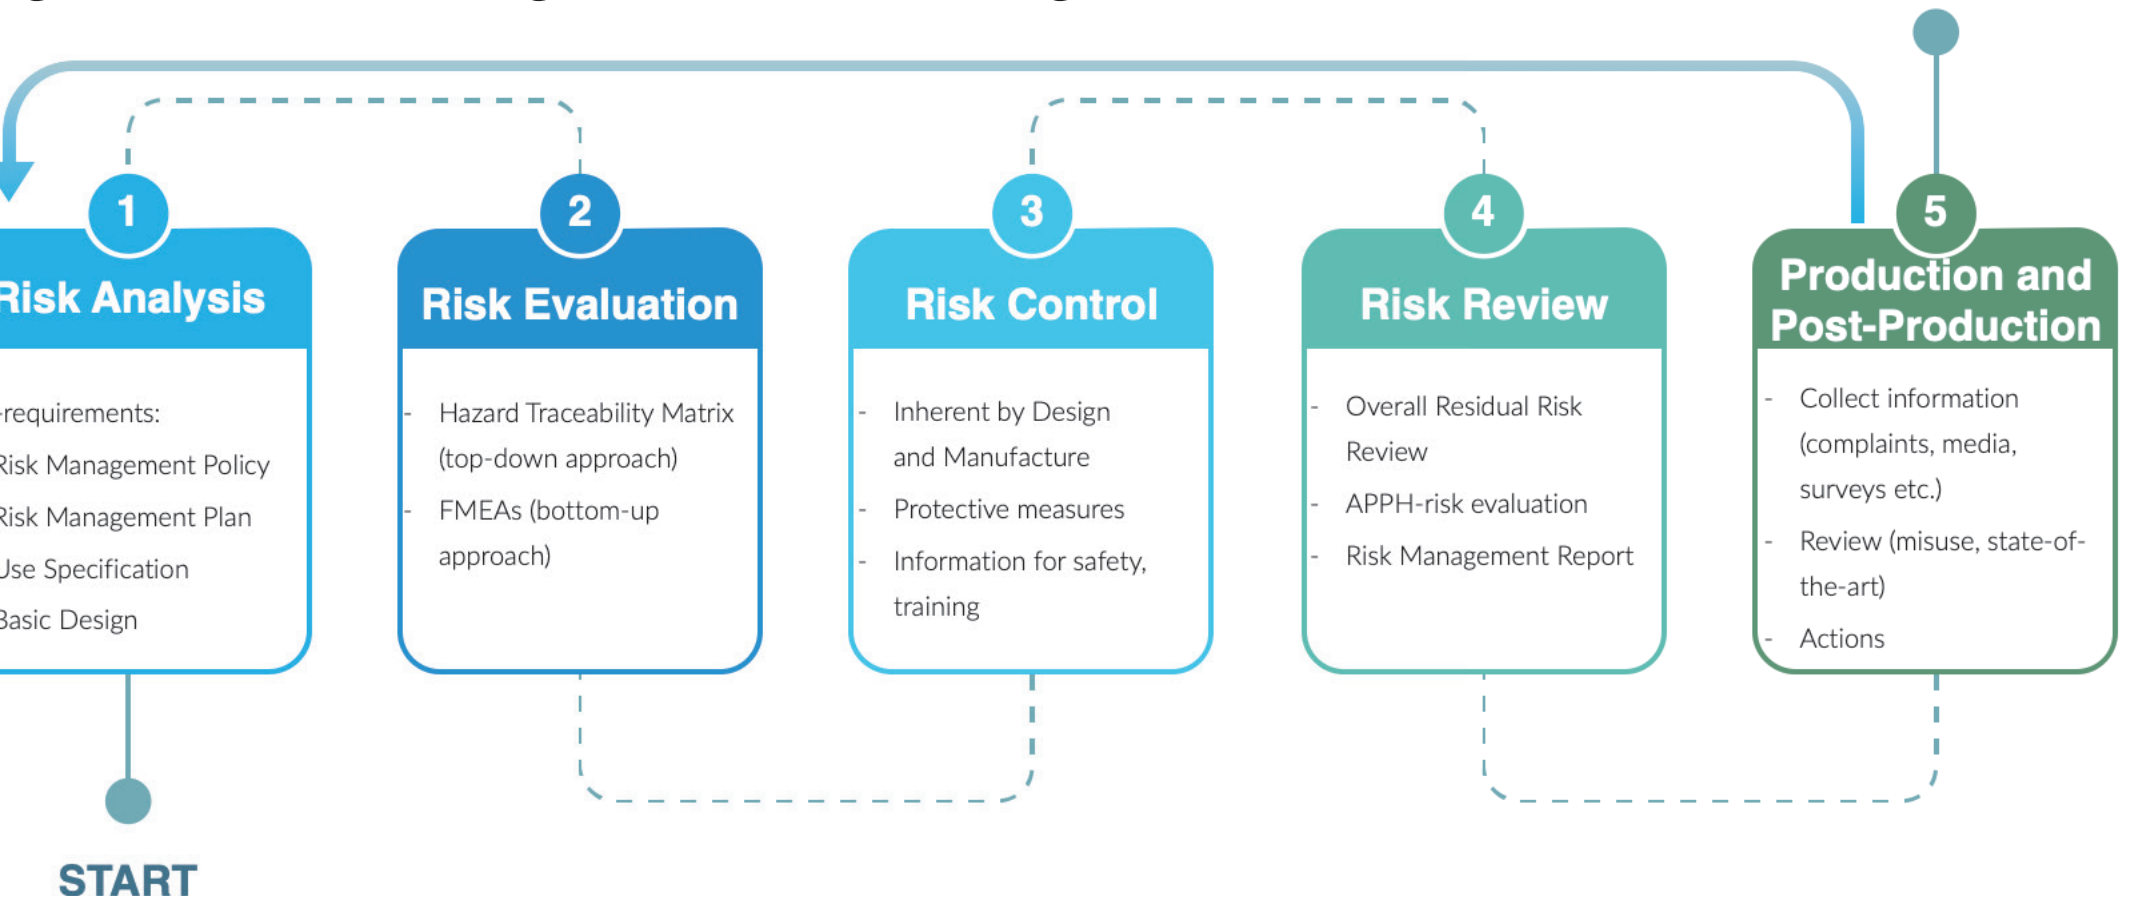 1
Risk Analysis
-requirements:
Risk Management Policy
Risk Management Plan
Use Specification
Basic Design
START
2
Risk Evaluation
- Hazard Traceability Matrix
(top-down approach)
- FMEAs (bottom-up
approach)
3
Risk Control
- Inherent by Design
and Manufacture
- Protective measures
- Information for safety,
training
4
Risk Review
- Overall Residual Risk
Review
- APPH-risk evaluation
- Risk Management Report
5
Production and
Post-Production
- Collect information
(complaints, media,
surveys etc.)
- Review (misuse, state-of-
the-art)
- Actions